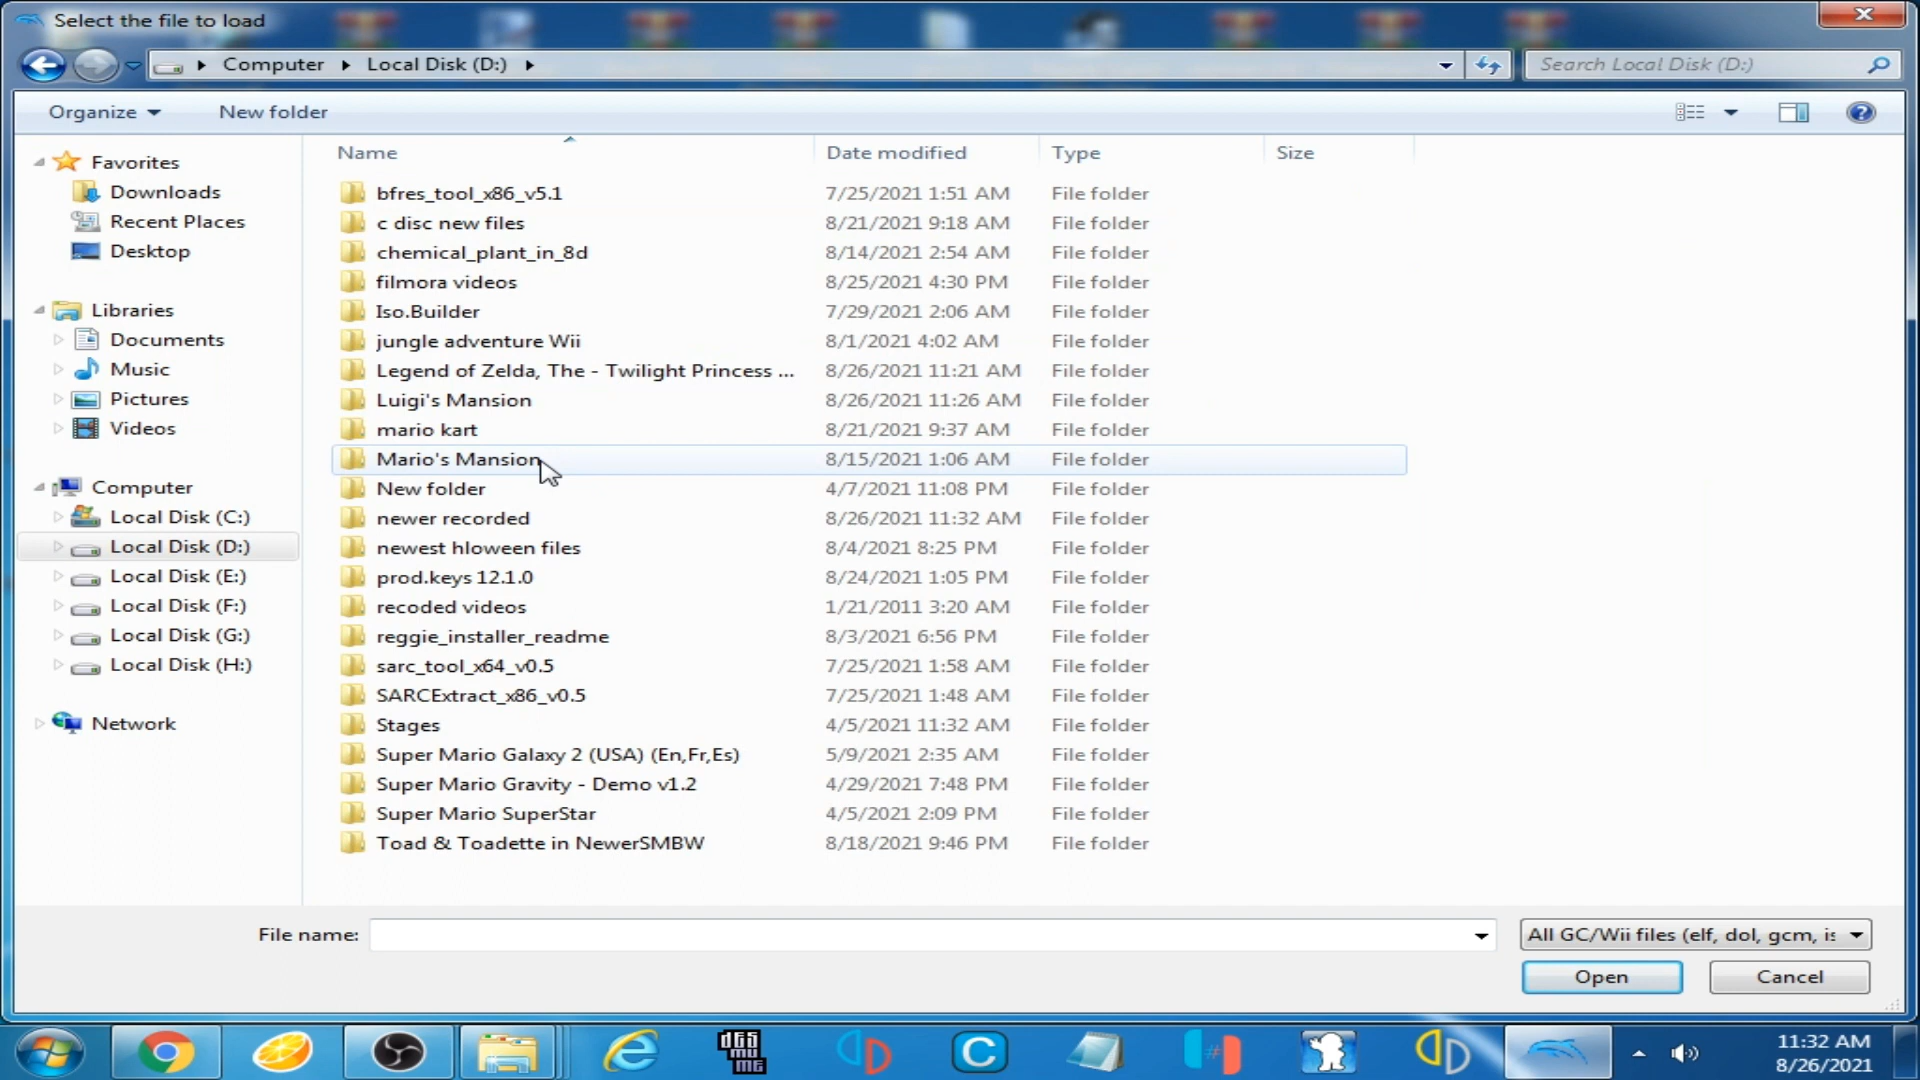 Select the file to load
Computer Local Disk (D:)
Search Local Disk (D:)
Organize New folder
Name Date modified Type Size
Favorites
Downloads
Recent Places
Desktop
Libraries
Documents
Music
Pictures
Videos
Computer
Local Disk (C:)
Local Disk (D:)
Local Disk (E:)
Local Disk (F:)
Local Disk (G:)
Local Disk (H:)
Network
bfres_tool_x86_v5.1 7/25/2021 1:51 AM File folder
c disc new files 8/21/2021 9:18 AM File folder
chemical_plant_in_8d 8/14/2021 2:54 AM File folder
filmora videos 8/25/2021 4:30 PM File folder
Iso.Builder 7/29/2021 2:06 AM File folder
jungle adventure Wii 8/1/2021 4:02 AM File folder
Legend of Zelda, The - Twilight Princess ... 8/26/2021 11:21 AM File folder
Luigi's Mansion 8/26/2021 11:26 AM File folder
mario kart 8/21/2021 9:37 AM File folder
Mario's Mansion 8/15/2021 1:06 AM File folder
New folder 4/7/2021 11:08 PM File folder
newer recorded 8/26/2021 11:32 AM File folder
newest hloween files 8/4/2021 8:25 PM File folder
prod.keys 12.1.0 8/24/2021 1:05 PM File folder
recoded videos 1/21/2011 3:20 AM File folder
reggie_installer_readme 8/3/2021 6:56 PM File folder
sarc_tool_x64_v0.5 7/25/2021 1:58 AM File folder
SARCExtract_x86_v0.5 7/25/2021 1:48 AM File folder
Stages 4/5/2021 11:32 AM File folder
Super Mario Galaxy 2 (USA) (En,Fr,Es) 5/9/2021 2:35 AM File folder
Super Mario Gravity - Demo v1.2 4/29/2021 7:48 PM File folder
Super Mario SuperStar 4/5/2021 2:09 PM File folder
Toad & Toadette in NewerSMBW 8/18/2021 9:46 PM File folder
File name:
All GC/Wii files (elf, dol, gcm, is
Open Cancel
11:32 AM
8/26/2021